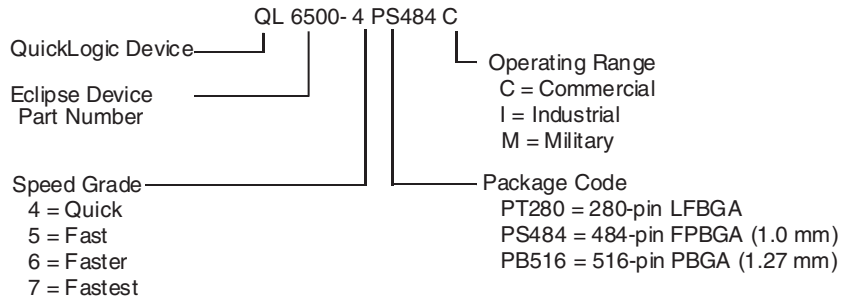 QL 6500- 4 PS484 C
QuickLogic Device
Eclipse Device
Part Number
Operating Range
C = Commercial
I = Industrial
M = Military
Speed Grade
4 = Quick
5 = Fast
6 = Faster
7 = Fastest
Package Code
PT280 = 280-pin LFBGA
PS484 = 484-pin FPBGA (1.0 mm)
PB516 = 516-pin PBGA (1.27 mm)